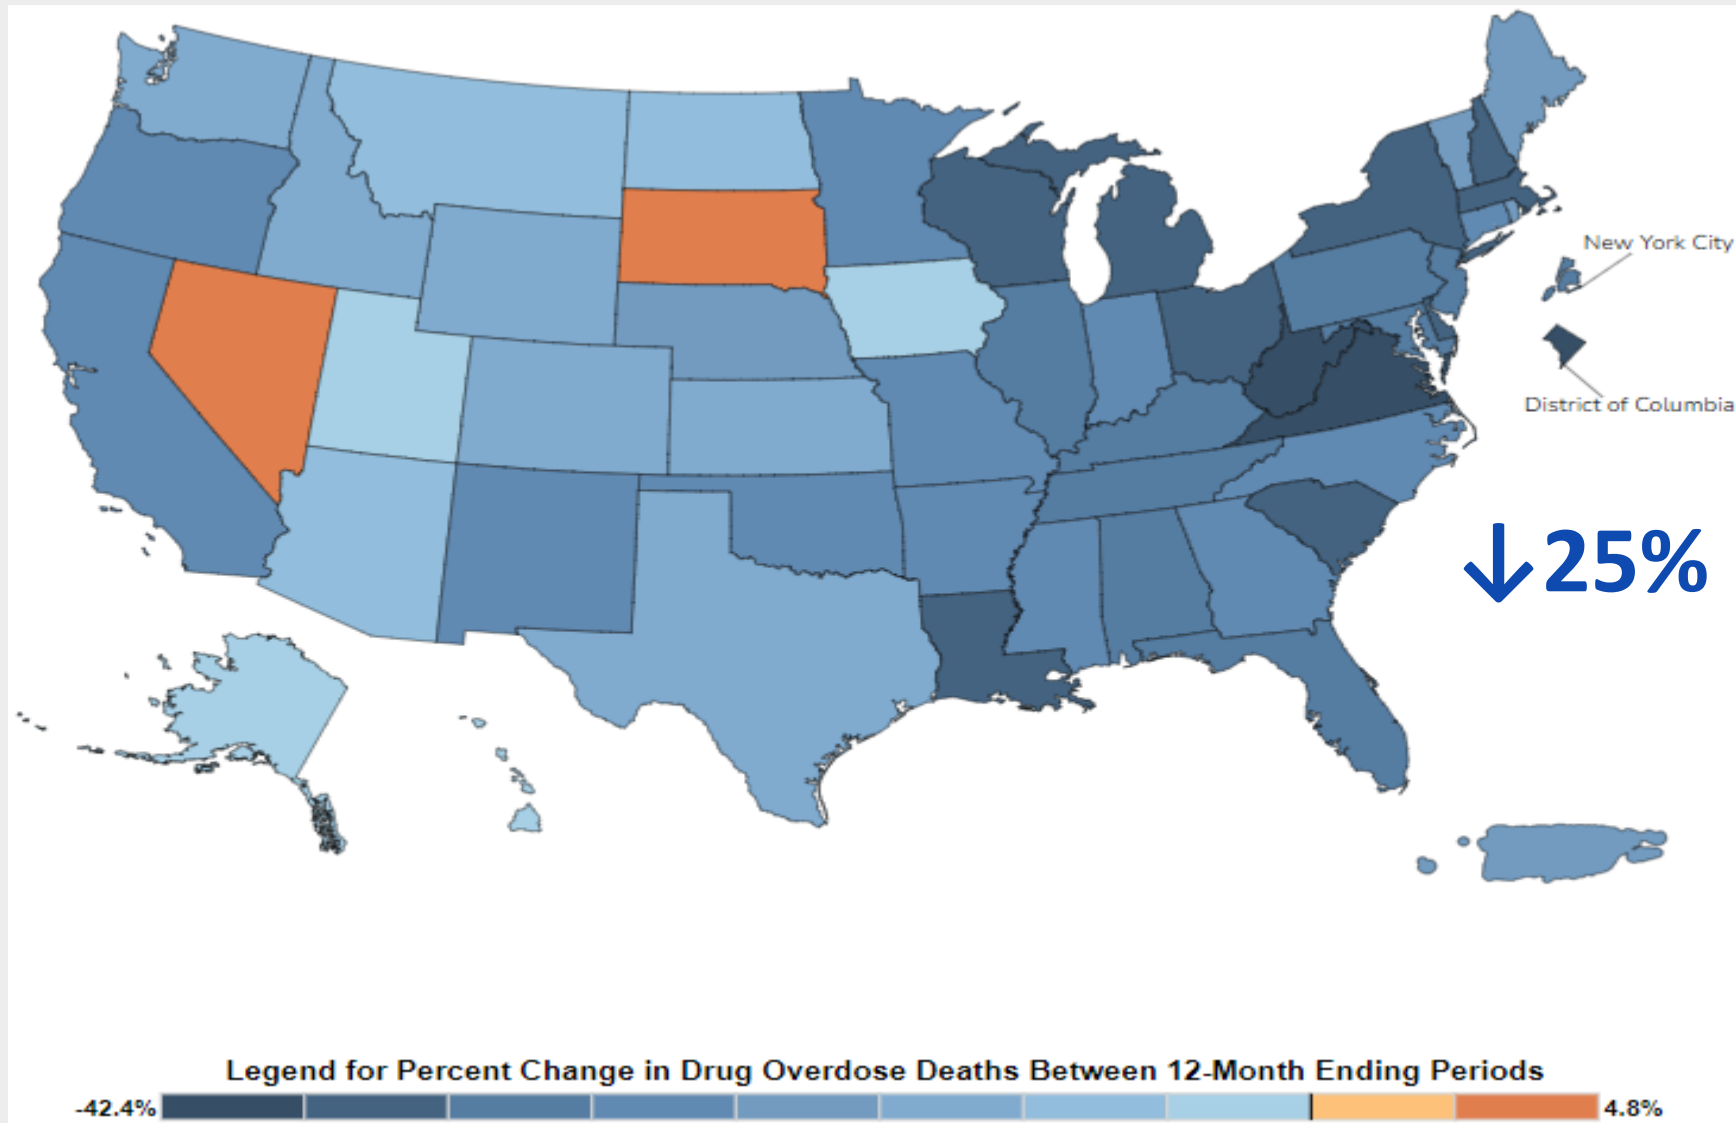 New York City
District of Columbia
↓25%
Legend for Percent Change in Drug Overdose Deaths Between 12-Month Ending Periods
-42.4% 4.8%